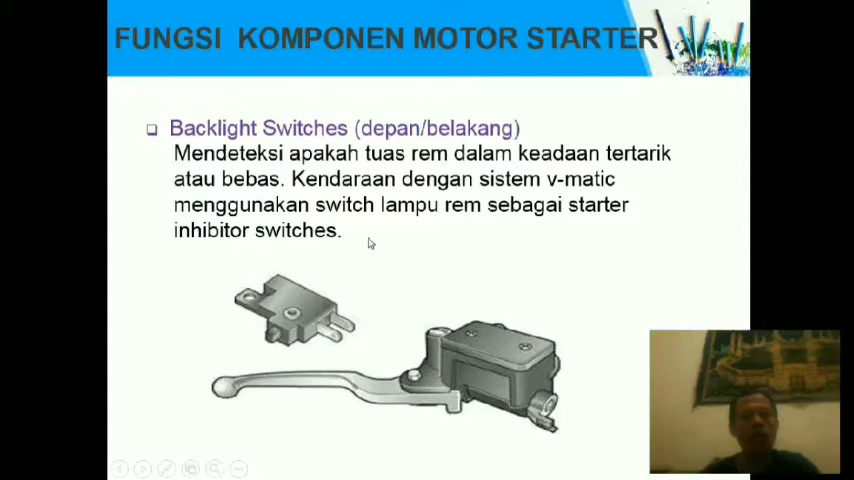 FUNGSI KOMPONEN MOTOR STARTER
Backlight Switches (depan/belakang)
Mendeteksi apakah tuas rem dalam keadaan tertarik
atau bebas. Kendaraan dengan sistem v-matic
menggunakan switch lampu rem sebagai starter
inhibitor switches.